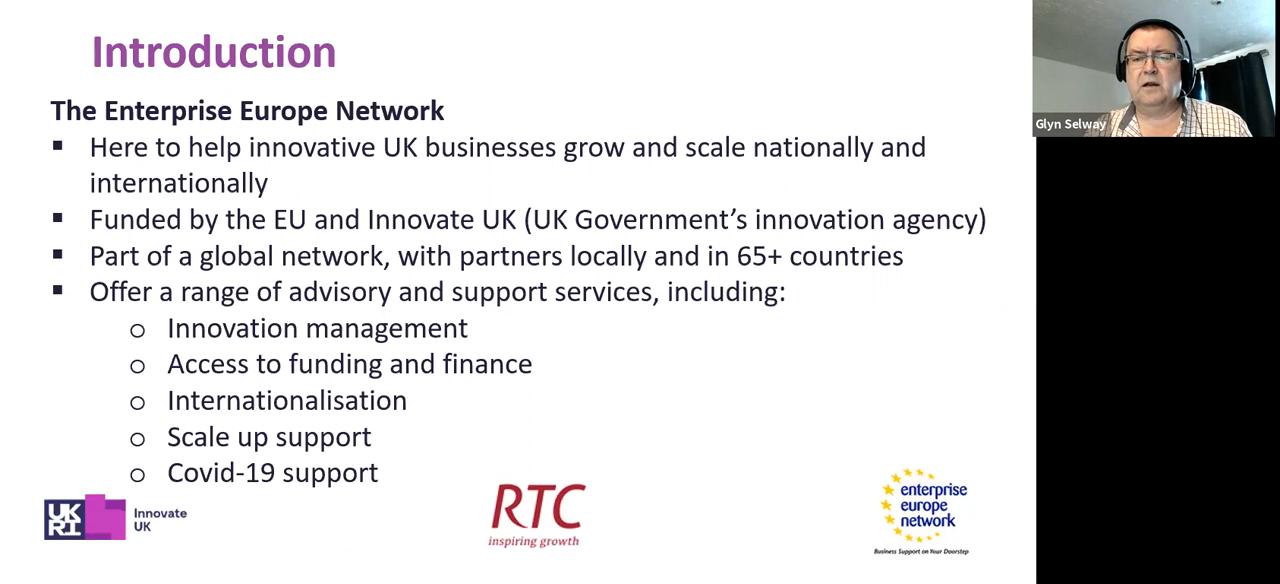 Introduction
The Enterprise Europe Network
▪ Here to help innovative UK businesses grow and scale nationally and
internationally
▪ Funded by the EU and Innovate UK (UK Government's innovation agency)
▪ Part of a global network, with partners locally and in 65+ countries
▪ Offer a range of advisory and support services, including:
o Innovation management
o Access to funding and finance
o Internationalisation
o Scale up support
o Covid-19 support
UK
RI
Innovate
UK
RTC
inspiring growth
enterprise
europe
network
Business Support on Your Doorstep
Glyn Selway